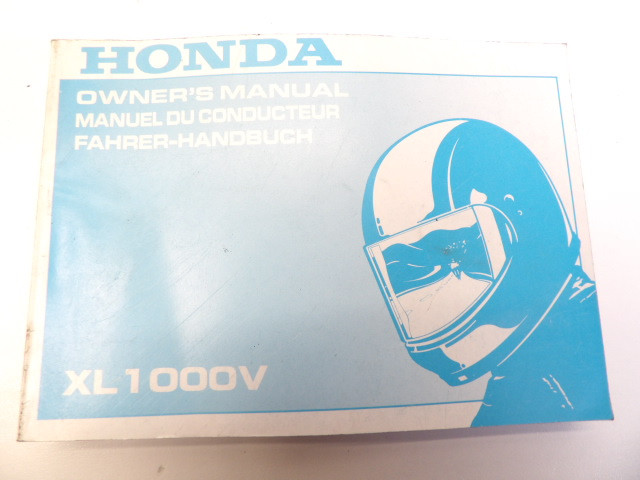 HONDA
OWNER'S MANUAL
MANUEL DU CONDUCTEUR
FAHRER-HANDBUCH
XL1000V